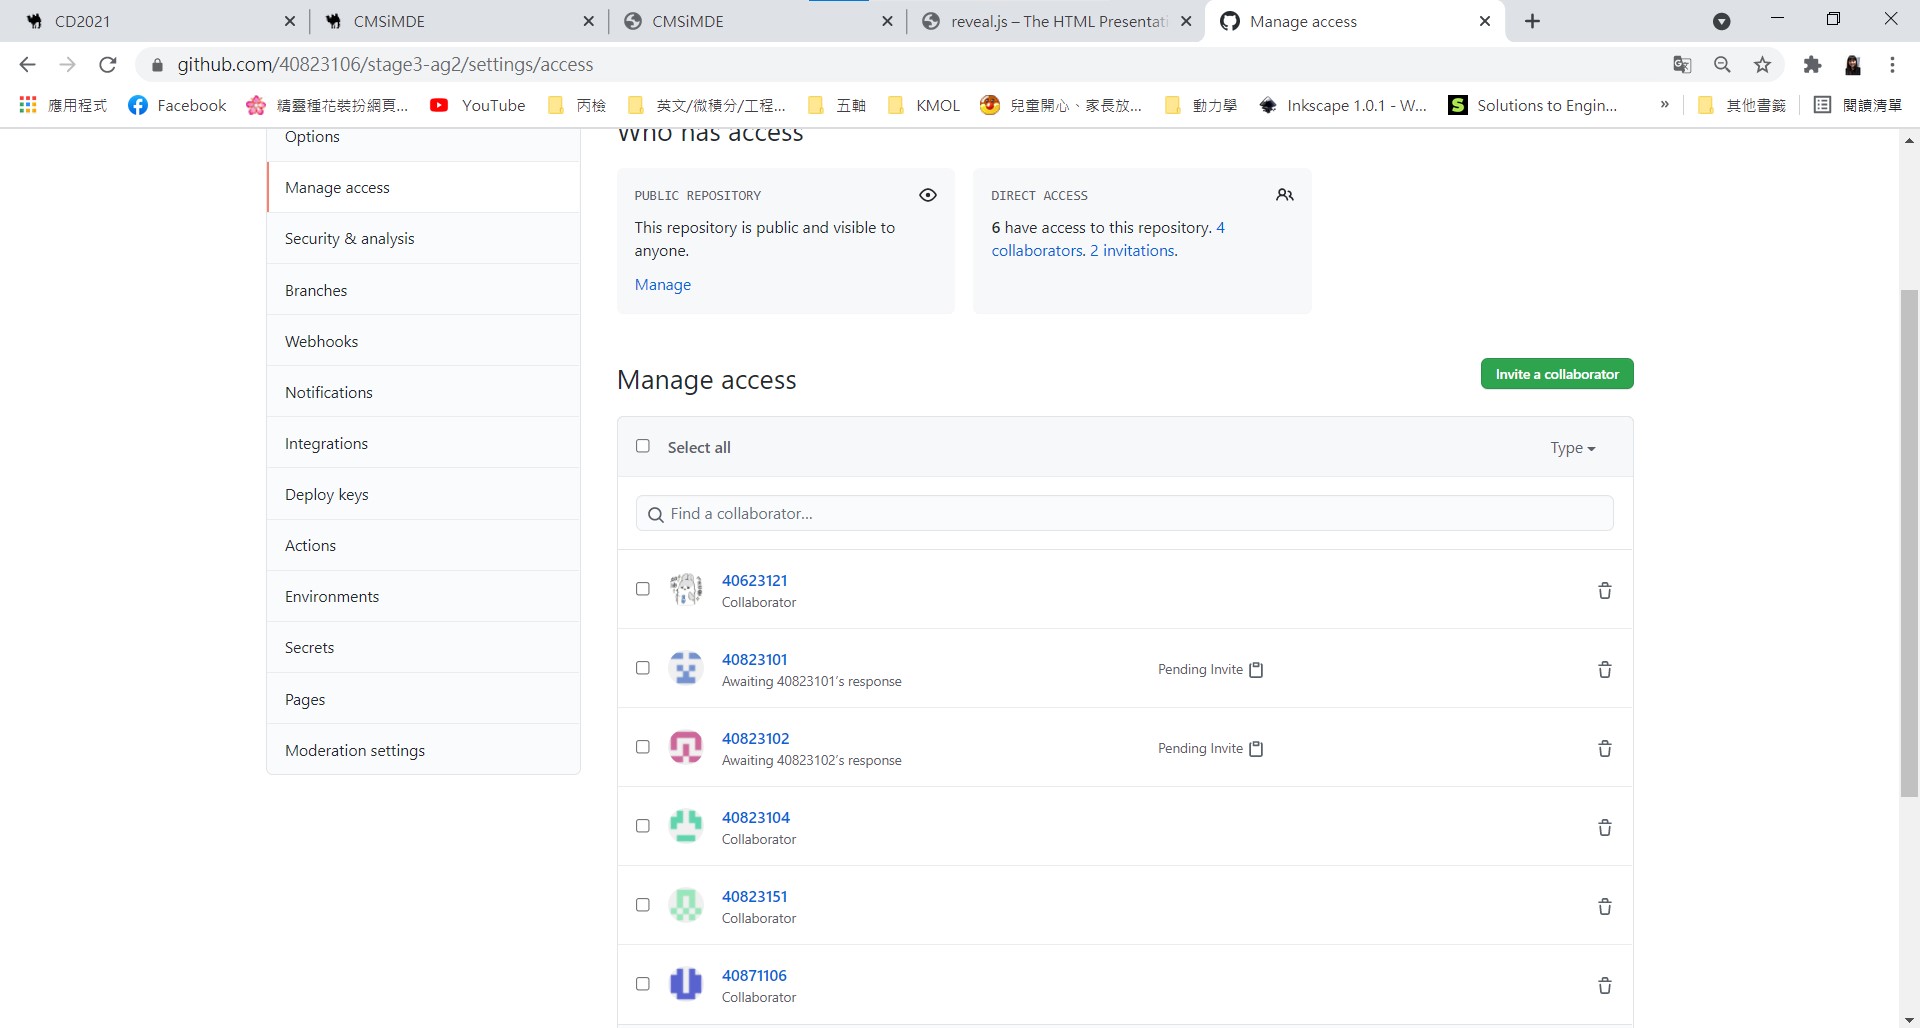 CD2021
CMSiMDE
CMSiMDE
reveal.js – The HTML Presentati
Manage access
github.com/40823106/stage3-ag2/settings/access
應用程式
Facebook
精靈種花裝扮網頁...
YouTube
丙檢
英文/微積分/工程...
五軸
KMOL
兒童開心、家長放...
動力學
Inkscape 1.0.1 - W...
Solutions to Engin...
»
其他書籤
閱讀清單
Options
Manage access
Security & analysis
Branches
Webhooks
Notifications
Integrations
Deploy keys
Actions
Environments
Secrets
Pages
Moderation settings
Who has access
PUBLIC REPOSITORY
This repository is public and visible to
anyone.
Manage
DIRECT ACCESS
6 have access to this repository. 4
collaborators. 2 invitations.
Manage access
Invite a collaborator
Select all
Type
Find a collaborator...
40623121
Collaborator
40823101
Awaiting 40823101’s response
Pending Invite
40823102
Awaiting 40823102’s response
Pending Invite
40823104
Collaborator
40823151
Collaborator
40871106
Collaborator